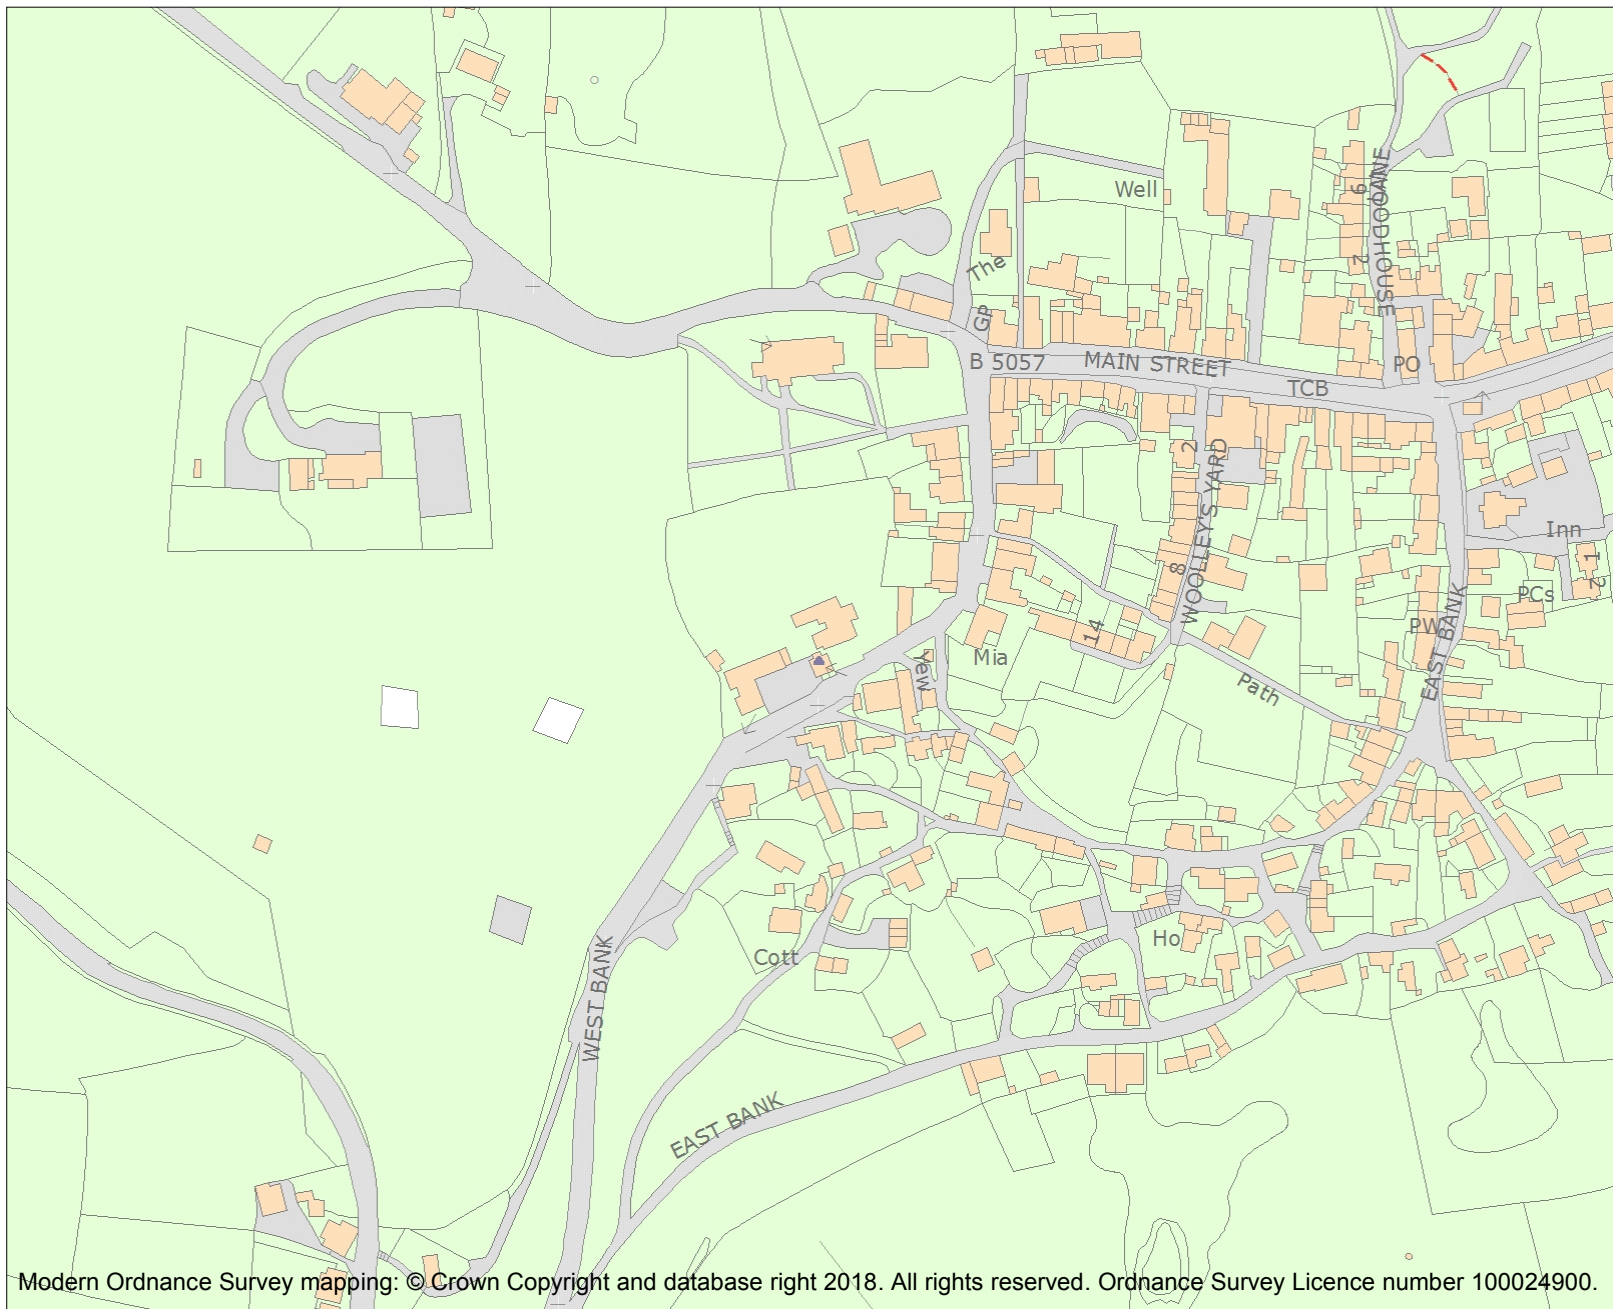 Well
WOODHOUSE
LANE
9
2
The
GP
B 5057
MAIN STREET
PO
TCB
2
WOOLLEY'S YARD
8
Inn
1
2
PCs
PW
EAST BANK
14
Mia
Yew
Path
Cott
Ho
WEST BANK
EAST BANK
Modern Ordnance Survey mapping: © Crown Copyright and database right 2018. All rights reserved. Ordnance Survey Licence number 100024900.